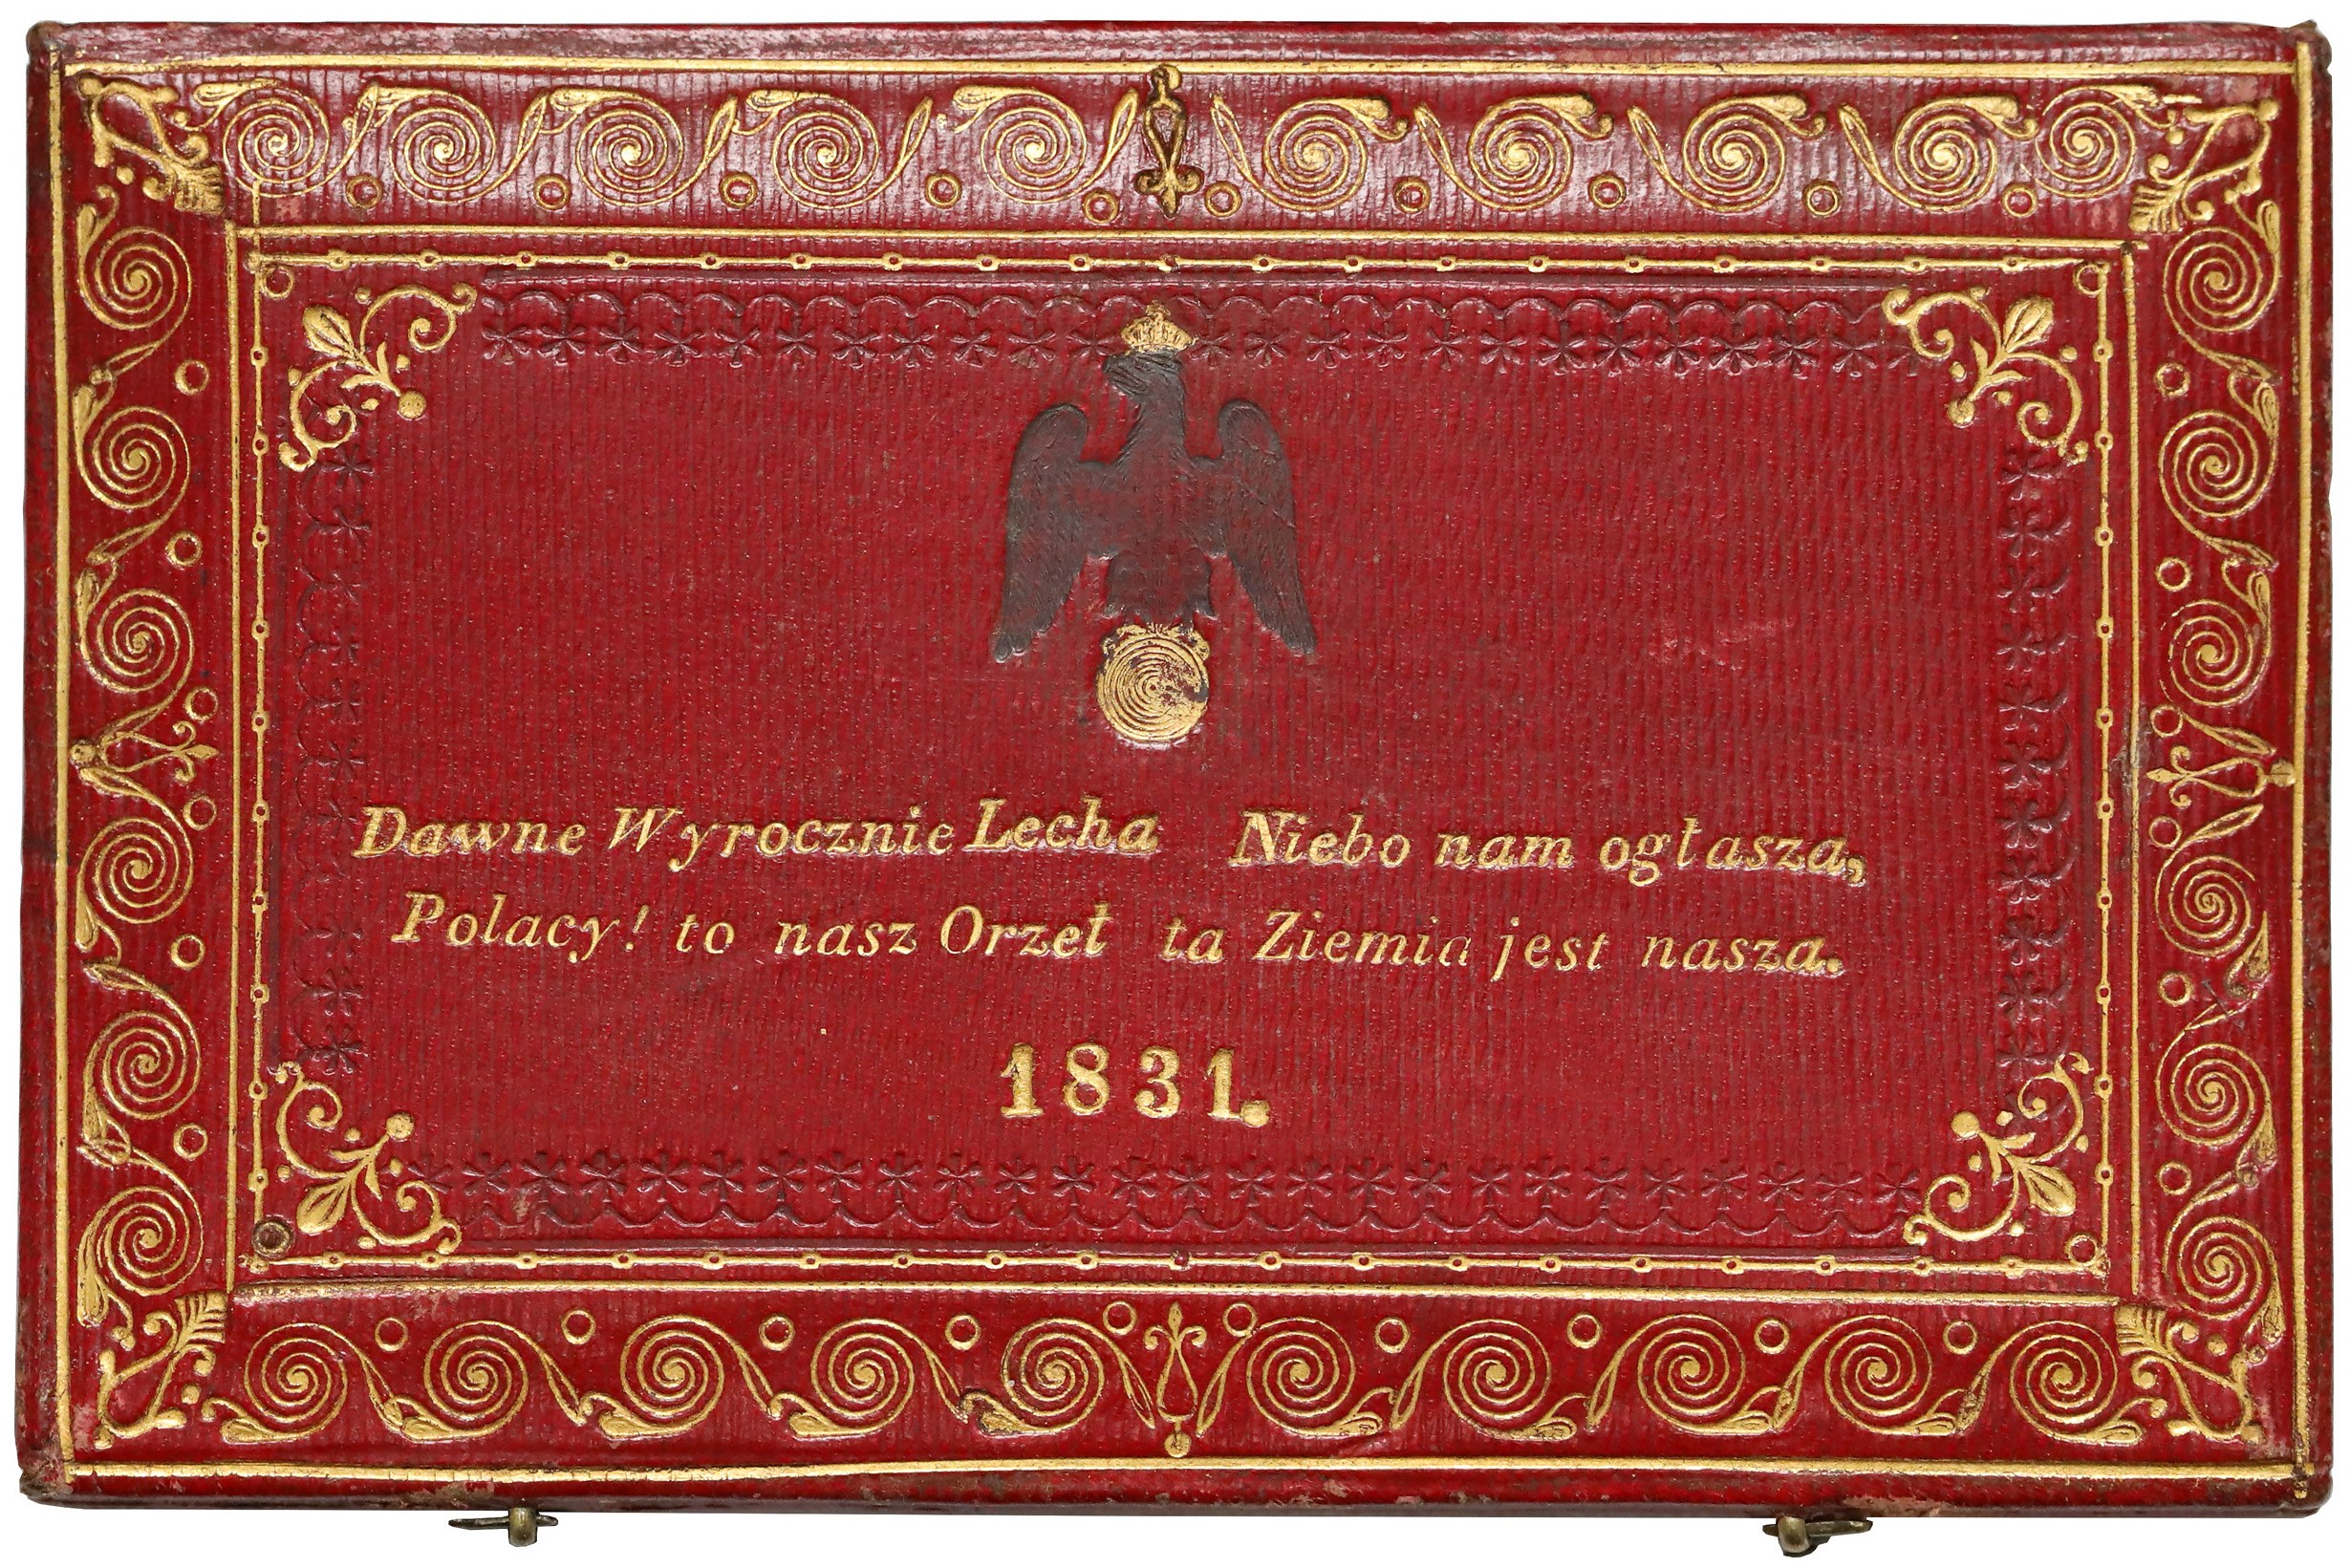 Dawne Wyrocznie Lecha Niebo nam ogłasza,
Polacy! to nasz Orzeł ta Ziemia jest nasza.
1831.